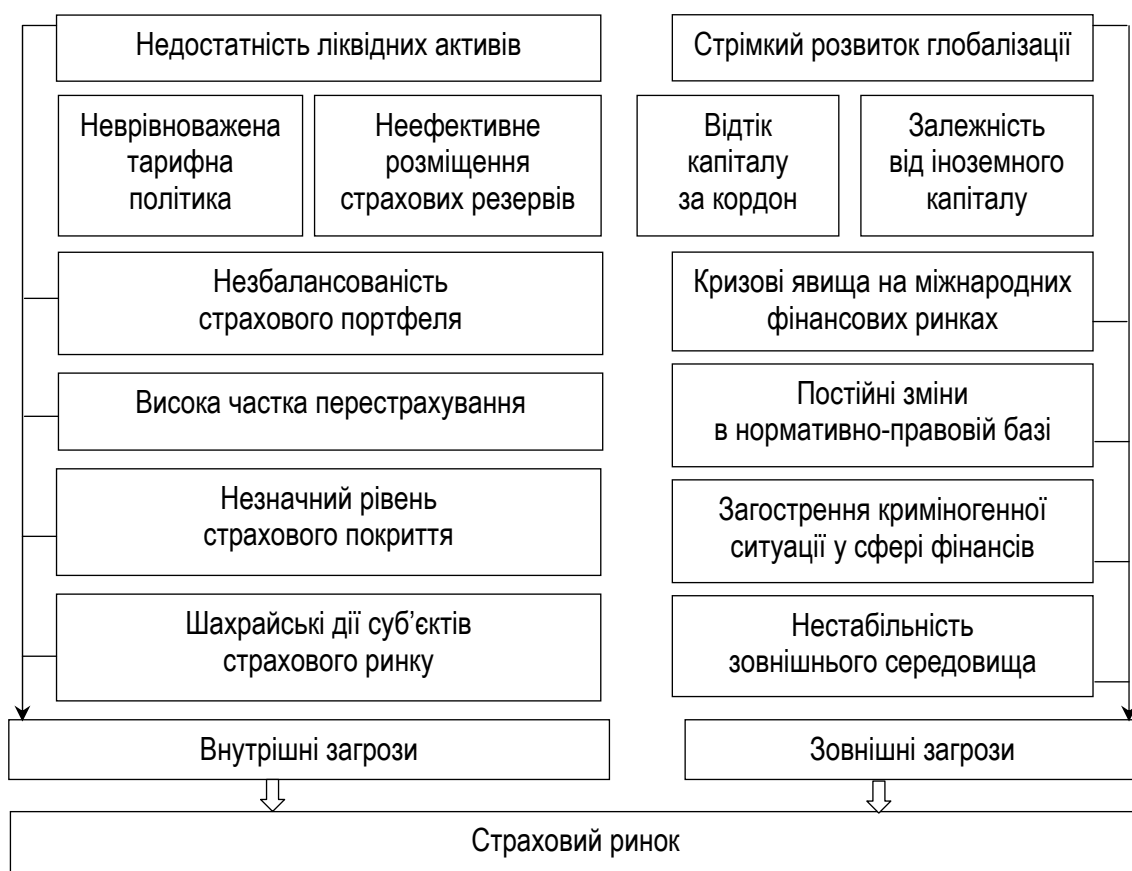 Недостатність ліквідних активів
Неврівноважена
тарифна
політика
Неефективне
розміщення
страхових резервів
Незбалансованість
страхового портфеля
Висока частка перестрахування
Незначний рівень
страхового покриття
Шахрайські дії суб’єктів
страхового ринку
Внутрішні загрози
Стрімкий розвиток глобалізації
Відтік
капіталу
за кордон
Залежність
від іноземного
капіталу
Кризові явища на міжнародних
фінансових ринках
Постійні зміни
в нормативно-правовій базі
Загострення криміногенної
ситуації у сфері фінансів
Нестабільність
зовнішнього середовища
Зовнішні загрози
Страховий ринок